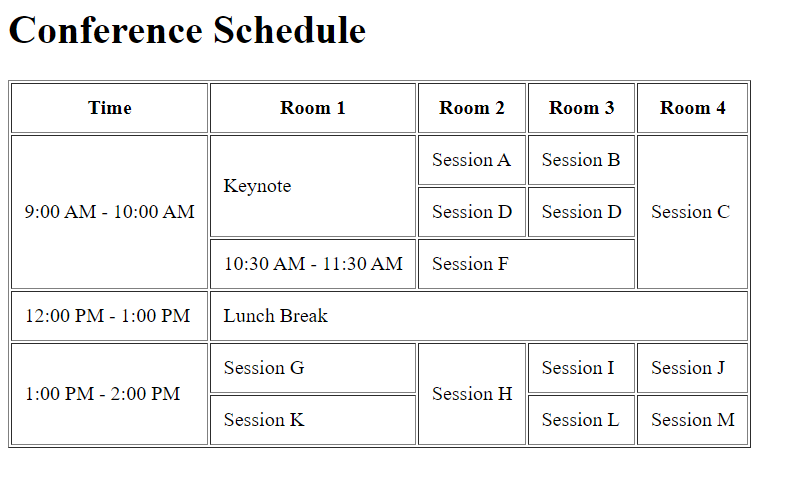 Conference Schedule
Time Room 1 Room 2 Room 3 Room 4
9:00 AM - 10:00 AM Keynote Session A Session B Session C
Session D Session D
10:30 AM - 11:30 AM Session F
12:00 PM - 1:00 PM Lunch Break
1:00 PM - 2:00 PM Session G Session H Session I Session J
Session K Session L Session M